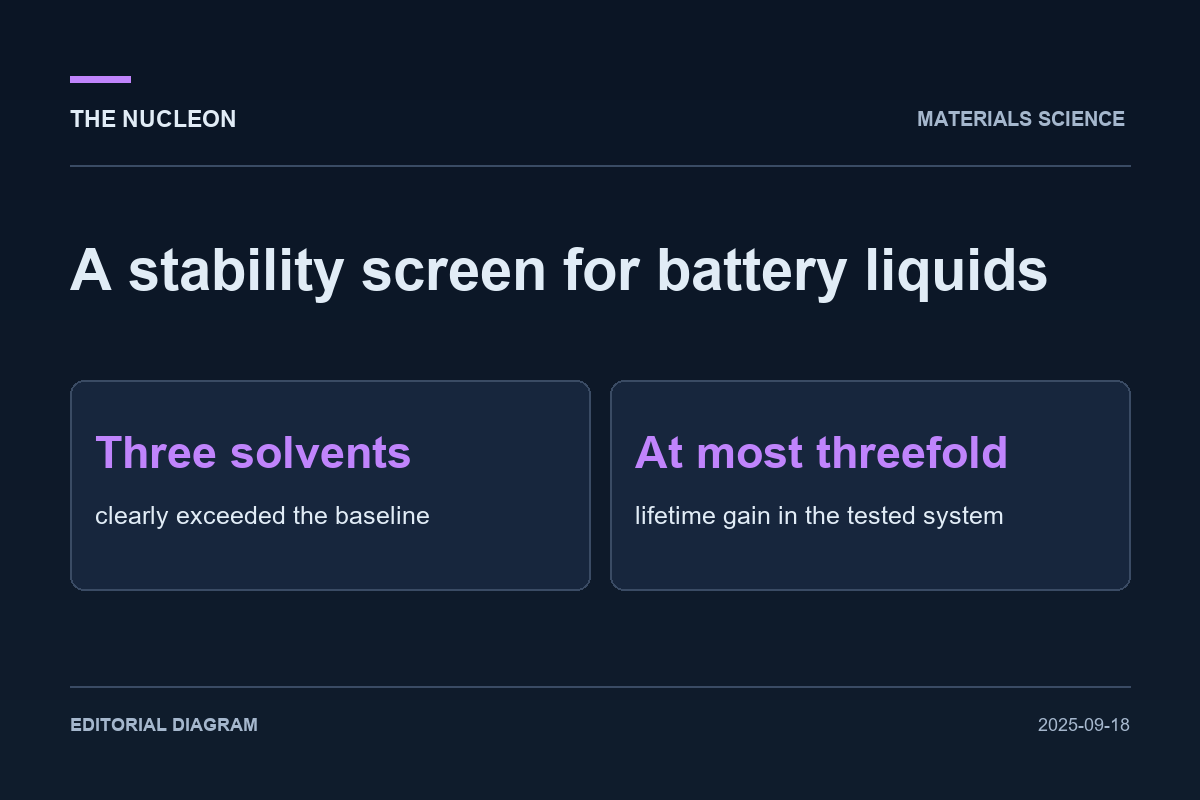 THE NUCLEON
MATERIALS SCIENCE
A stability screen for battery liquids
Three solvents
clearly exceeded the baseline
At most threefold
lifetime gain in the tested system
EDITORIAL DIAGRAM
2025-09-18